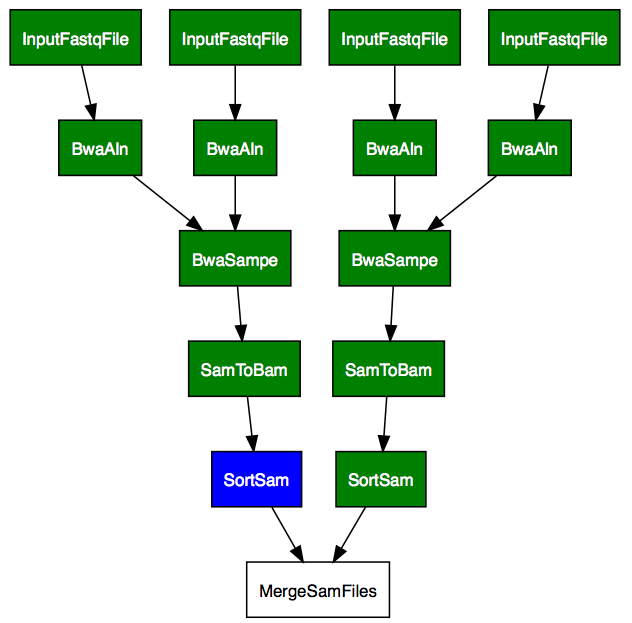 InputFastqFile
InputFastqFile
InputFastqFile
InputFastqFile
BwaAln
BwaAln
BwaAln
BwaAln
BwaSampe
BwaSampe
SamToBam
SamToBam
SortSam
SortSam
MergeSamFiles